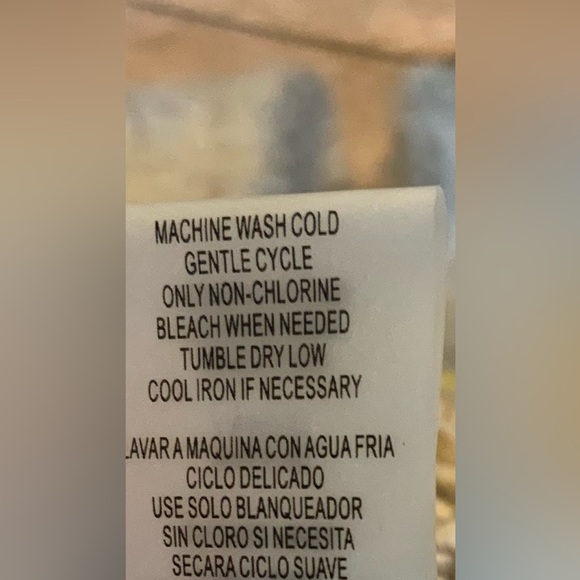 MACHINE WASH COLD
GENTLE CYCLE
ONLY NON-CHLORINE
BLEACH WHEN NEEDED
TUMBLE DRY LOW
COOL IRON IF NECESSARY
LAVAR A MAQUINA CON AGUA FRIA
CICLO DELICADO
USE SOLO BLANQUEADOR
SIN CLORO SI NECESITA
SECAR A CICLO SUAVE